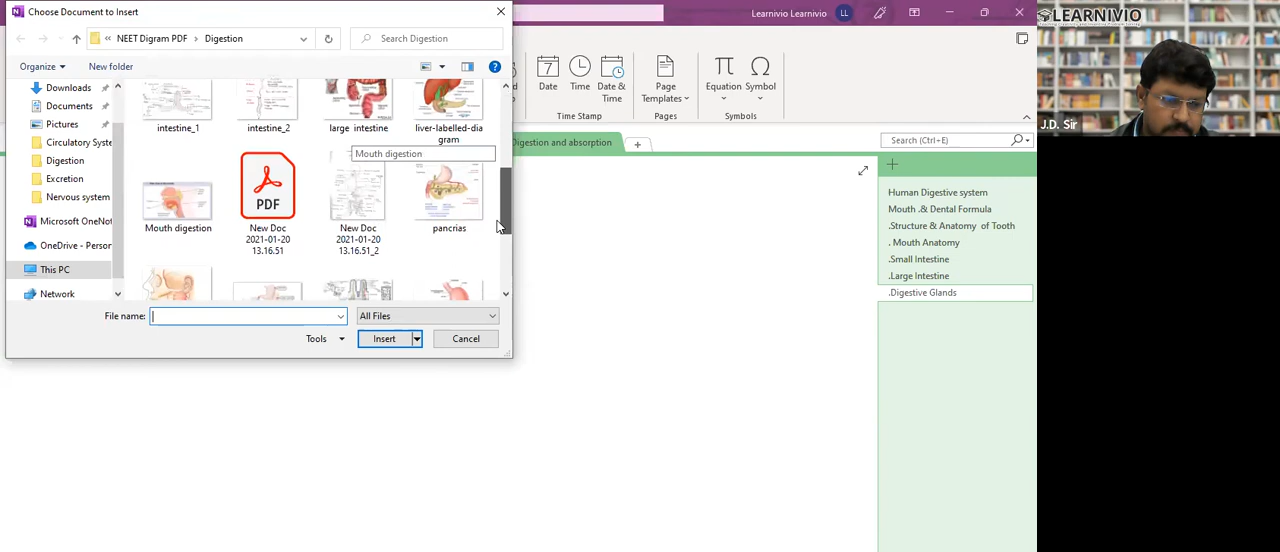 Choose Document to Insert
Learnivio Learnivio
LL
LEARNIVIO
J.D. Sir
NEET Digram PDF
Digestion
Search Digestion
Organize
New folder
Downloads
Documents
Pictures
Circulatory Syste
Digestion
Excretion
Nervous system
Microsoft OneNot
OneDrive - Person
This PC
Network
intestine_1
intestine_2
large intestine
liver-labelled-dia
gram
Mouth digestion
PDF
Mouth digestion
New Doc
2021-01-20
13.16.51
New Doc
2021-01-20
13.16.51_2
pancrias
File name:
All Files
Tools
Insert
Cancel
Date
Time
Date &
Time
Page
Templates
Equation
Symbol
Time Stamp
Pages
Symbols
Digestion and absorption
Search (Ctrl+E)
Human Digestive system
Mouth .& Dental Formula
.Structure & Anatomy of Tooth
. Mouth Anatomy
.Small Intestine
.Large Intestine
.Digestive Glands